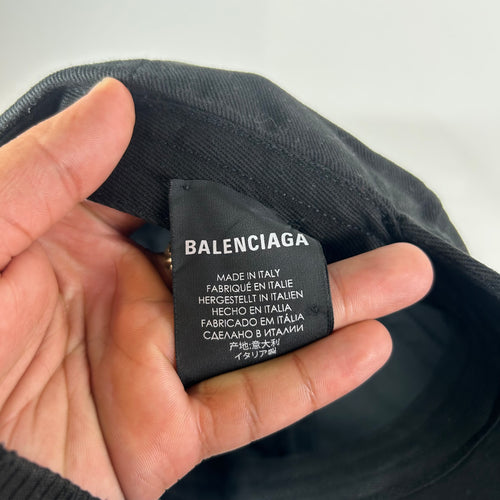 BALENCIAGA
MADE IN ITALY
FABRIQUÉ EN ITALIE
HERGESTELLT IN ITALIEN
HECHO EN ITALIA
FABRICADO EM ITÁLIA
СДЕЛАНО В ИТАЛИИ
产地:意大利
イタリア製